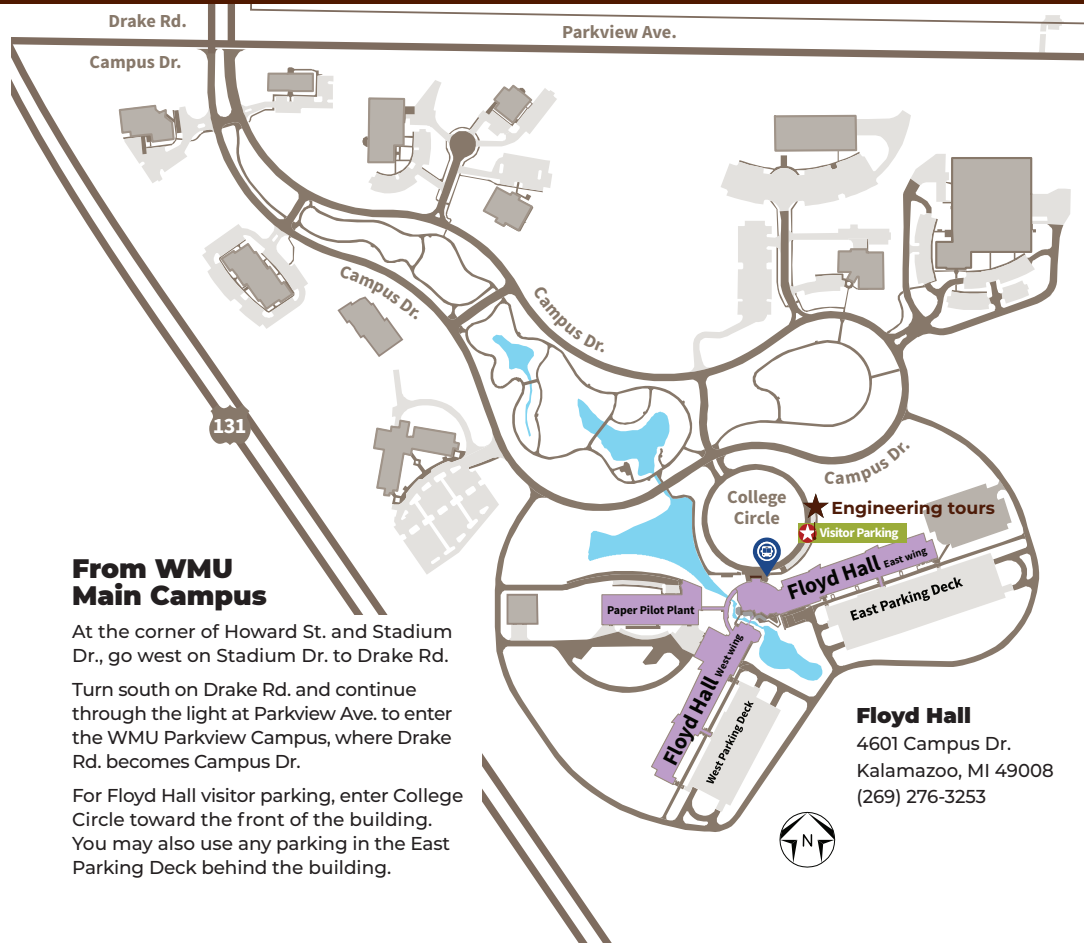 Drake Rd.
Parkview Ave.
Campus Dr.
Campus Dr.
Campus Dr.
131
Campus Dr.
College
Circle
Engineering tours
Visitor Parking
Floyd Hall East wing
East Parking Deck
Paper Pilot Plant
Floyd Hall West wing
West Parking Deck
From WMU
Main Campus
At the corner of Howard St. and Stadium
Dr., go west on Stadium Dr. to Drake Rd.
Turn south on Drake Rd. and continue
through the light at Parkview Ave. to enter
the WMU Parkview Campus, where Drake
Rd. becomes Campus Dr.
For Floyd Hall visitor parking, enter College
Circle toward the front of the building.
You may also use any parking in the East
Parking Deck behind the building.
Floyd Hall
4601 Campus Dr.
Kalamazoo, MI 49008
(269) 276-3253
N